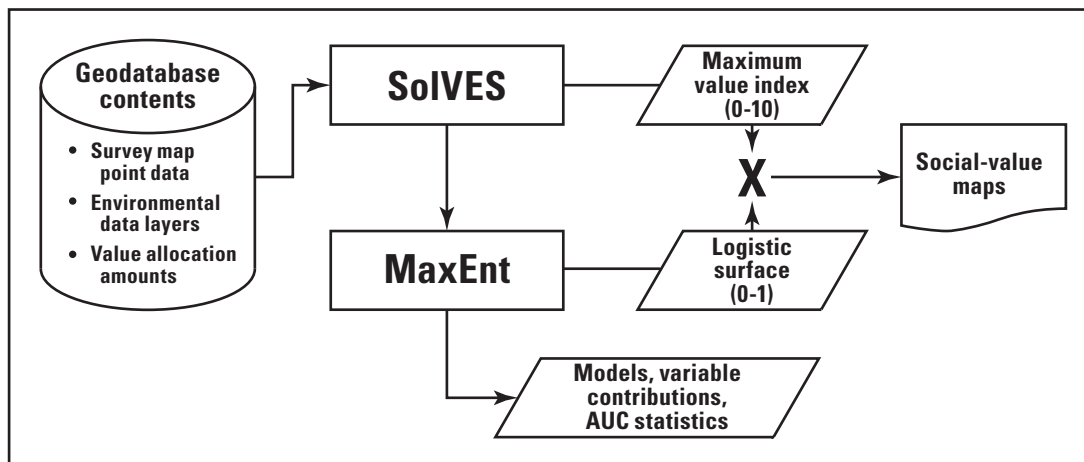 Geodatabase
contents
• Survey map
point data
• Environmental
data layers
• Value allocation
amounts
SolVES
Maximum
value index
(0-10)
X
Social-value
maps
MaxEnt
Logistic
surface
(0-1)
Models, variable
contributions,
AUC statistics